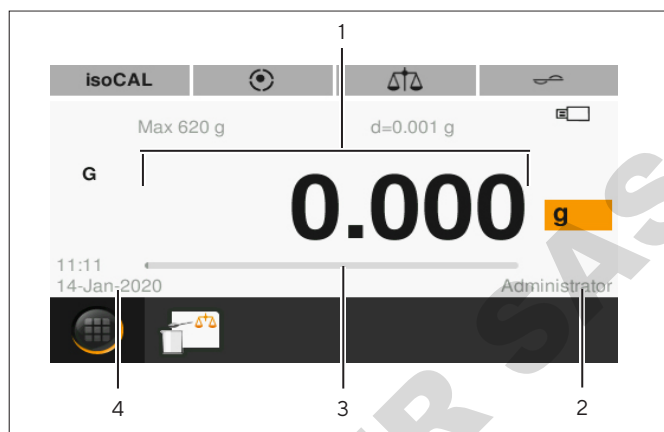 1
isoCAL
Max 620 g d=0.001 g
G
0.000 g
11:11
14-Jan-2020 Administrator
4 3 2